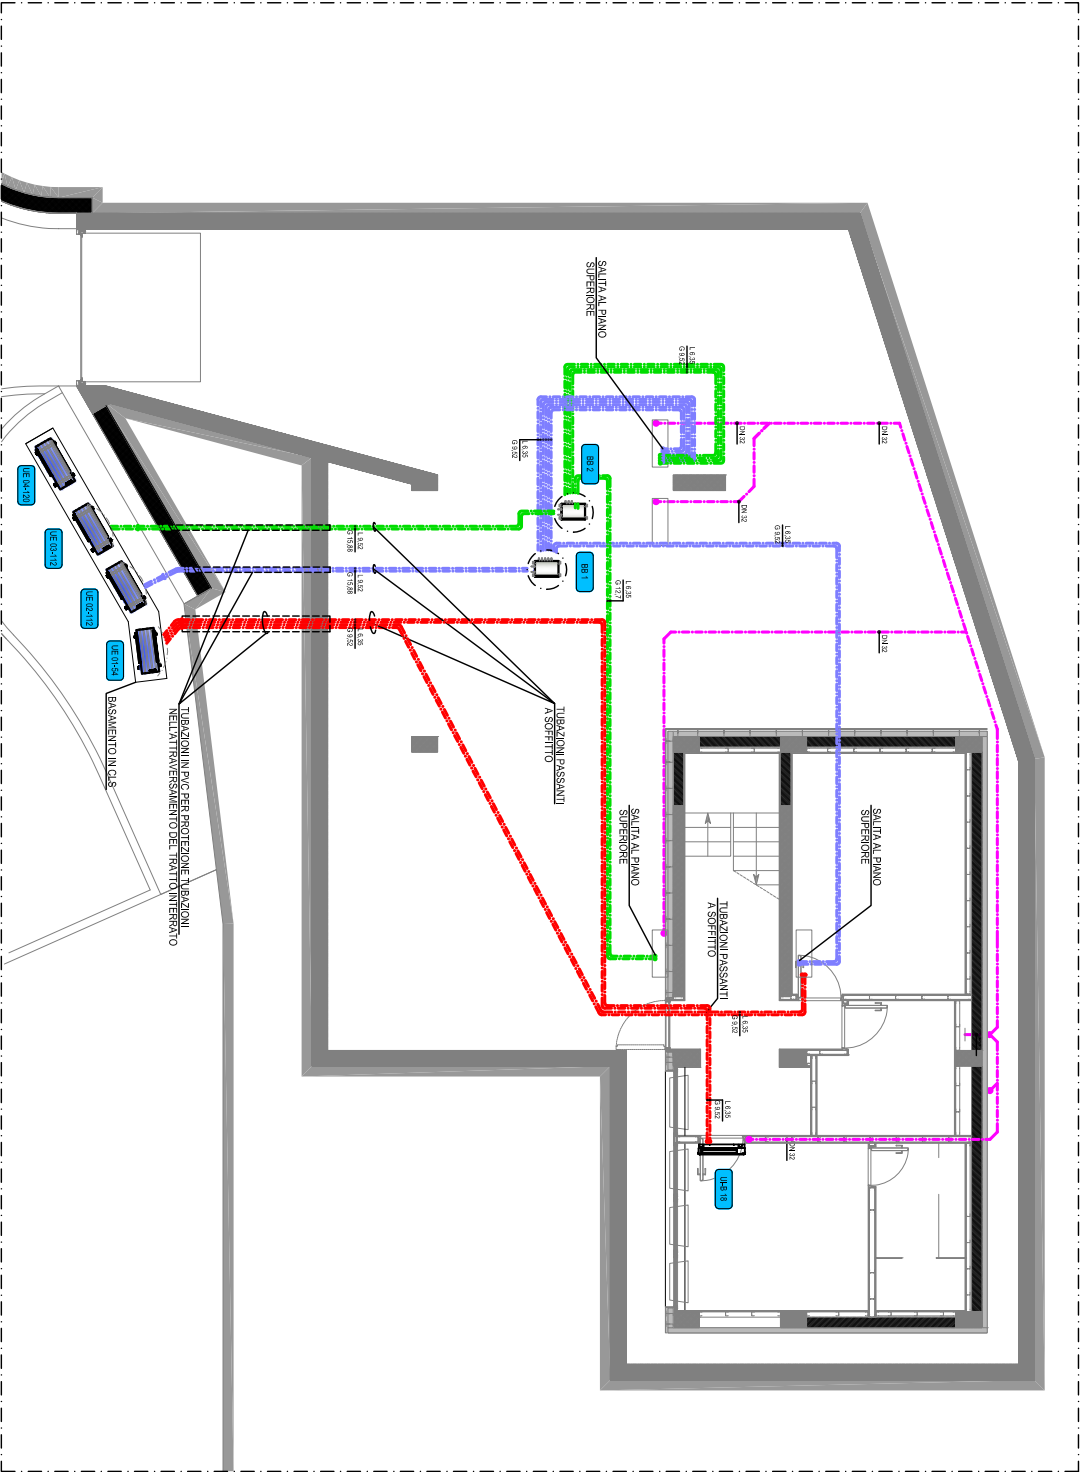 SALITA AL PIANO
SUPERIORE
L 6,35
G 9,52
DN 32
DN 32
L 6,35
G 9,52
BB 2
DN 32
UE 04-120
UE 03-112
UE 02-112
UE 01-54
L 9,52
G 15,88
L 9,52
G 15,88
L 6,35
G 9,52
BB 1
L 6,35
G 9,52
L 6,35
G 12,7
DN 32
BASAMENTO IN CLS
TUBAZIONI IN PVC PER PROTEZIONE TUBAZIONI
NELL'ATTRAVERSAMENTO DEL TRATTO INTERRATO
TUBAZIONI PASSANTI
A SOFFITTO
SALITA AL PIANO
SUPERIORE
SALITA AL PIANO
SUPERIORE
TUBAZIONI PASSANTI
A SOFFITTO
L 6,35
G 9,52
L 6,35
G 9,52
DN 32
UI-B 18